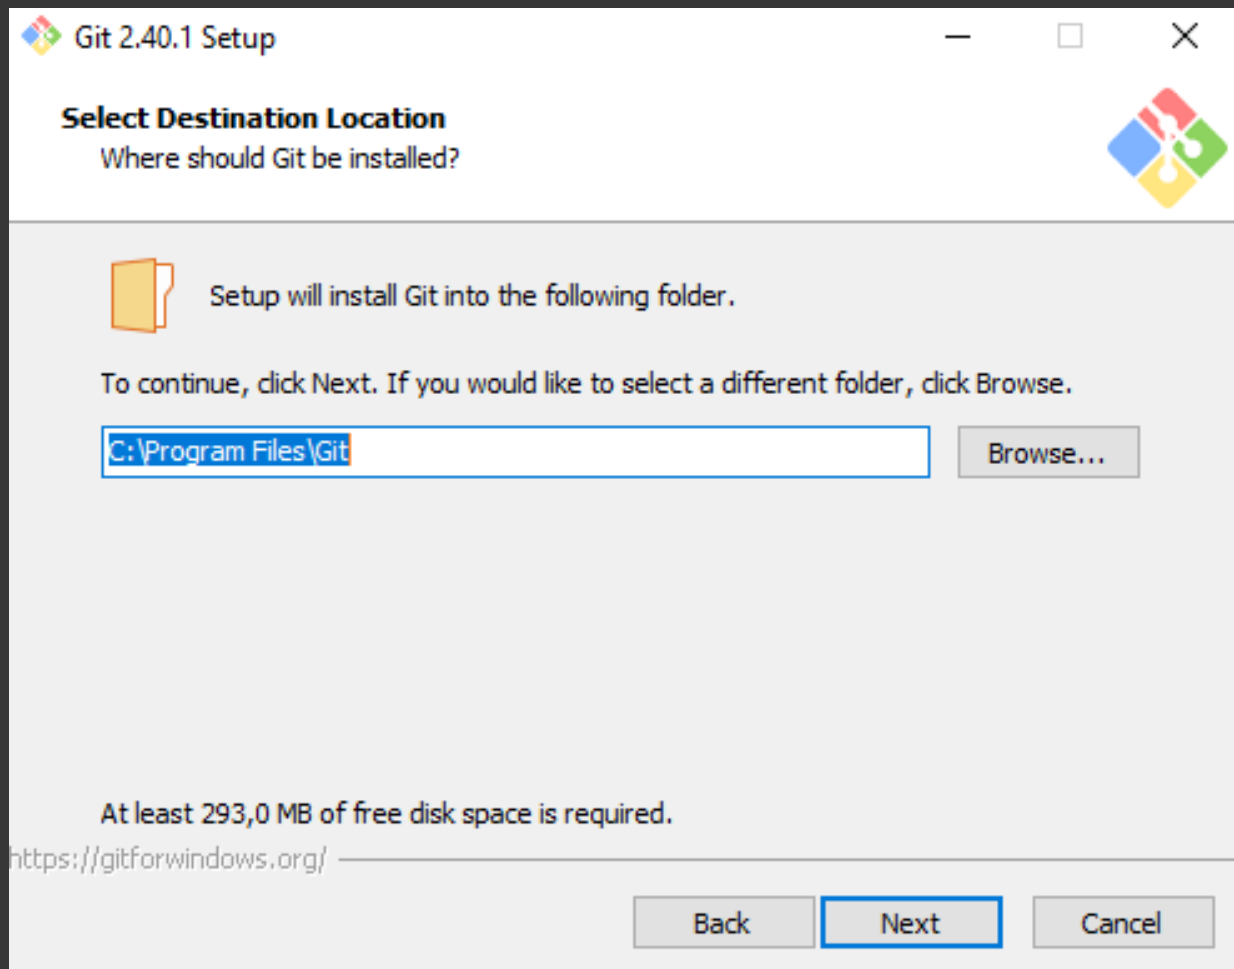 Git 2.40.1 Setup
Select Destination Location
Where should Git be installed?
Setup will install Git into the following folder.
To continue, click Next. If you would like to select a different folder, click Browse.
C:\Program Files\Git
Browse...
At least 293,0 MB of free disk space is required.
https://gitforwindows.org/
Back
Next
Cancel